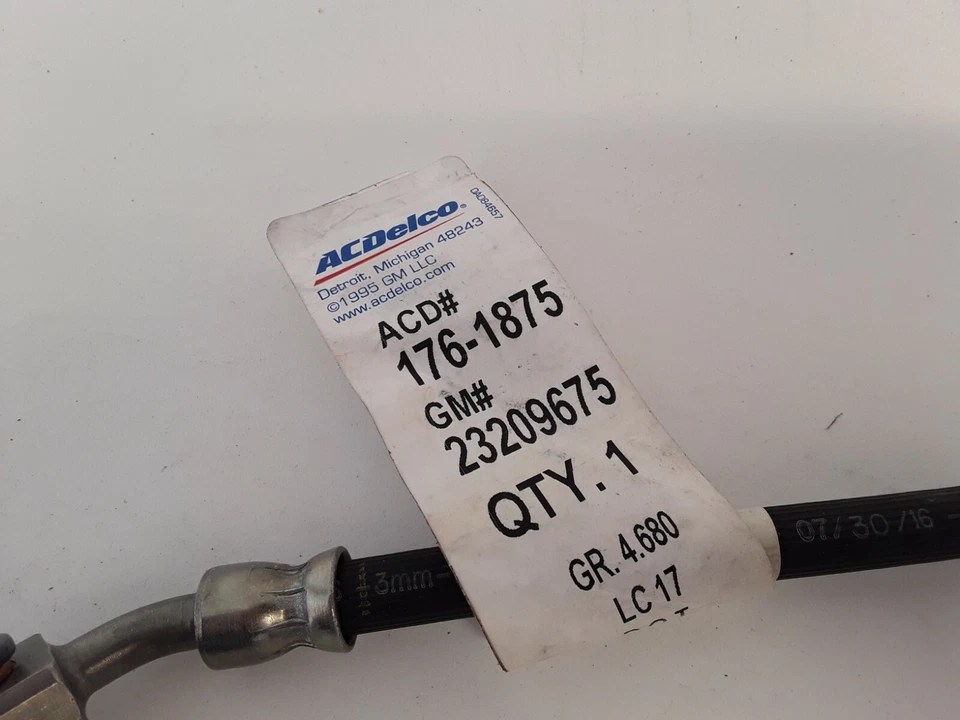 ACDelco®
DAC84657
Detroit, Michigan 48243
©1995 GM LLC
www.acdelco.com
ACD#
176-1875
GM#
23209675
QTY. 1
GR. 4.680
LC 17
3mm-
07/30/16 -